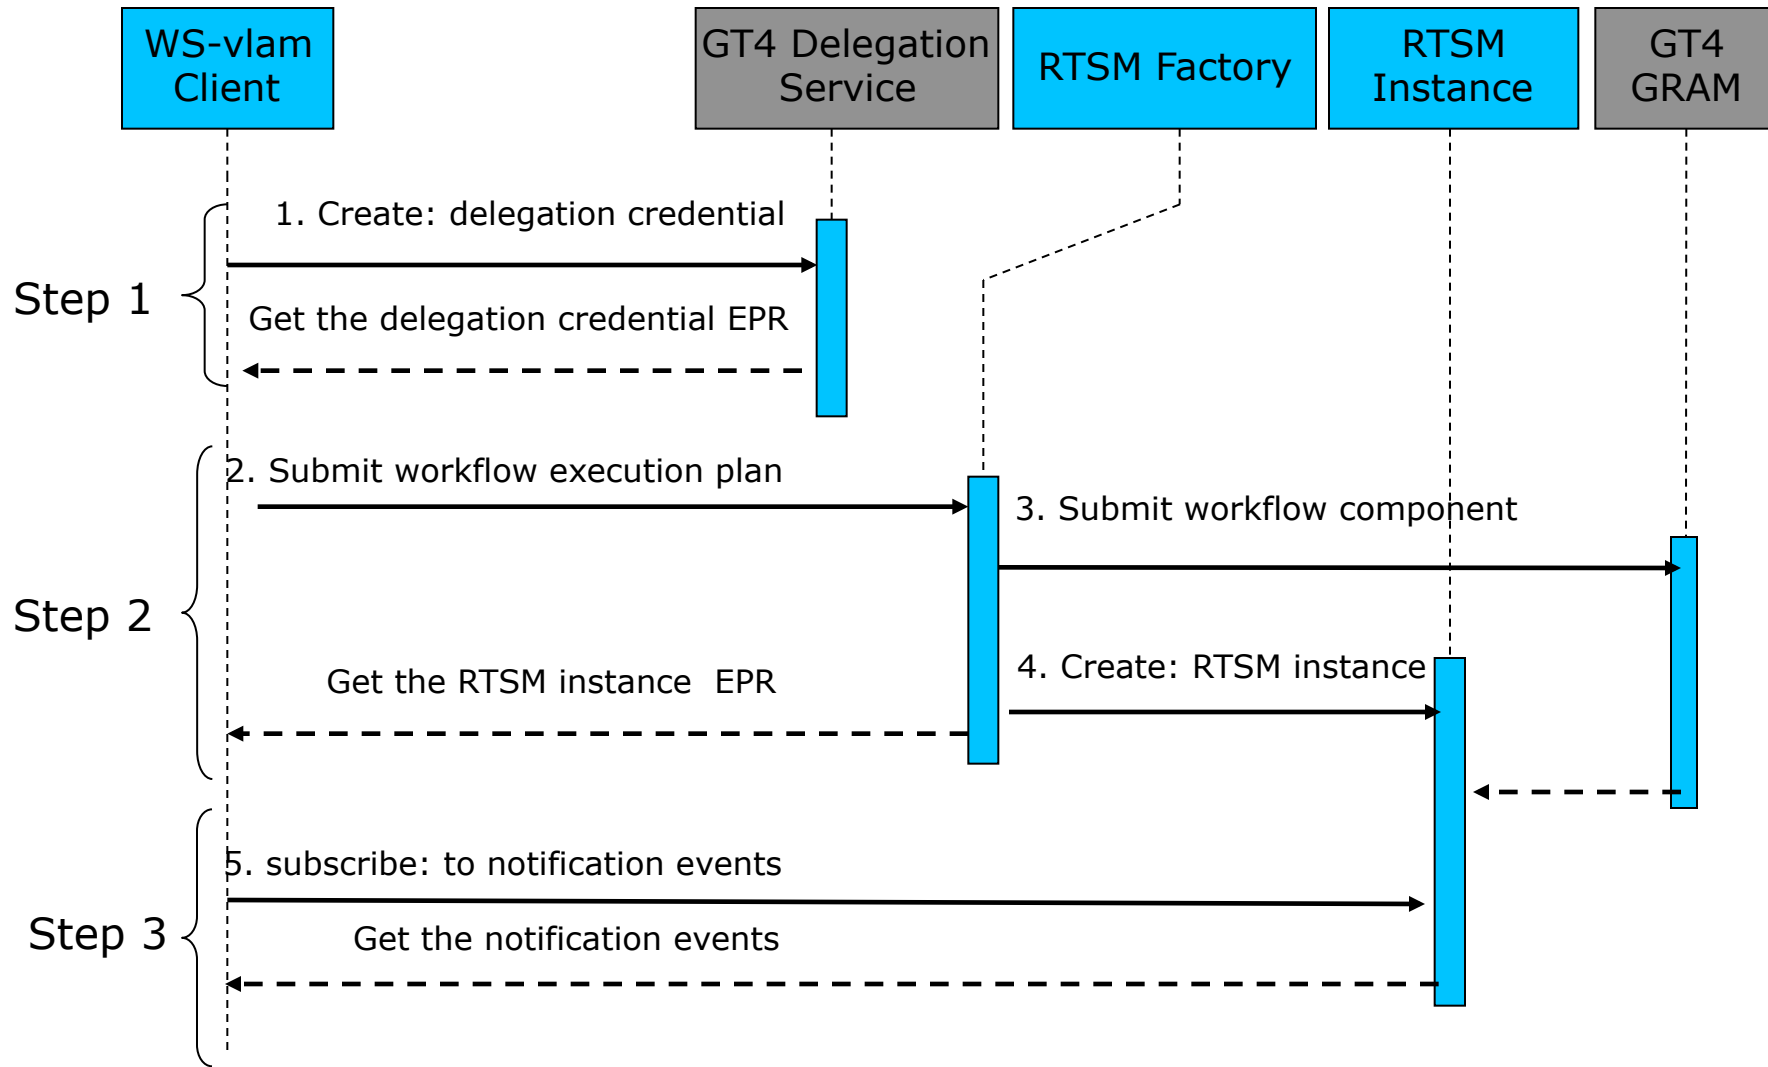 WS-vlam
Client
GT4 Delegation
Service
RTSM Factory
RTSM
Instance
GT4
GRAM
1. Create: delegation credential
Step 1
Get the delegation credential EPR
2. Submit workflow execution plan
3. Submit workflow component
Step 2
4. Create: RTSM instance
Get the RTSM instance  EPR
5. subscribe: to notification events
Step 3
Get the notification events